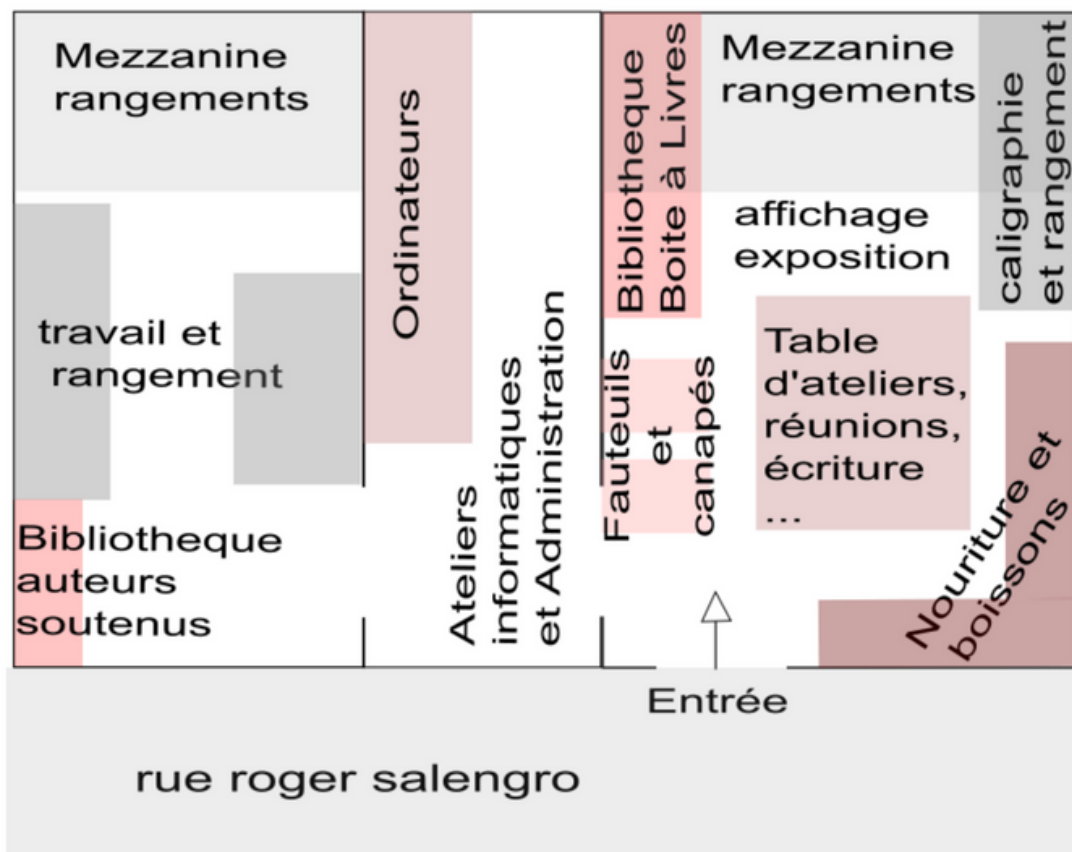 Mezzanine
rangements
travail et
rangement
Bibliotheque
auteurs
soutenus
Ordinateurs
Ateliers
informatiques
et Administration
Bibliotheque
Boite à Livres
Fauteuils
et
canapés
Mezzanine
rangements
affichage
exposition
Table
d'ateliers,
réunions,
écriture
...
caligraphie
et rangement
Nouriture et
boissons
Entrée
rue roger salengro